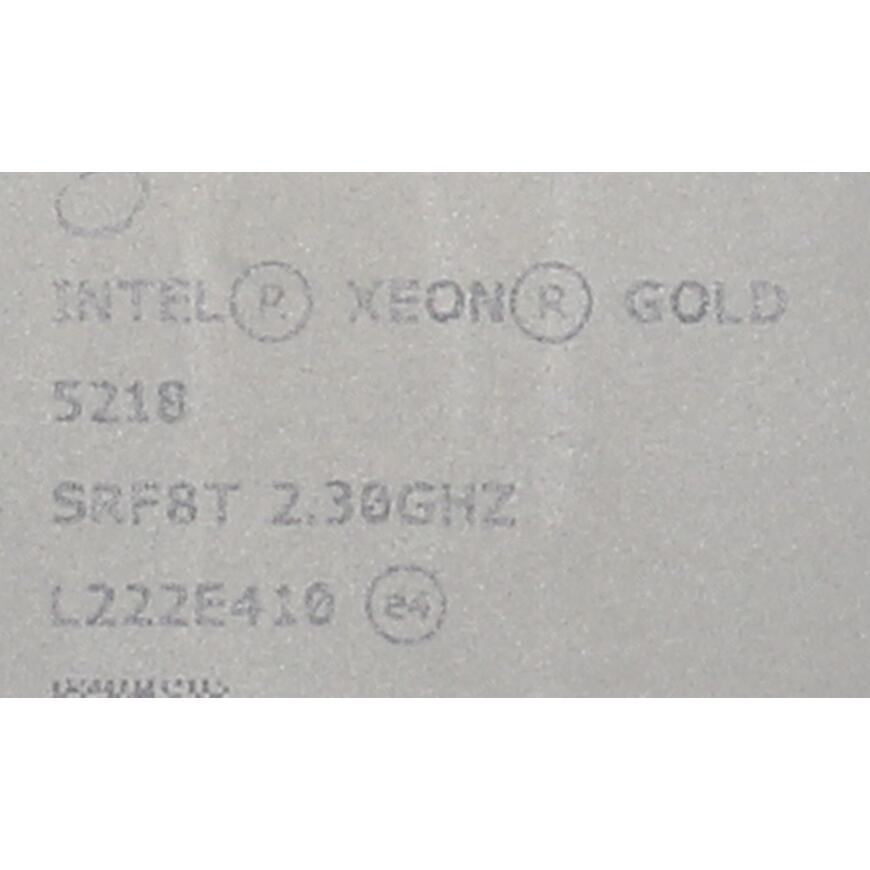 INTEL® XEON® GOLD
5218
SRF8T 2.30GHZ
L222E410 e4